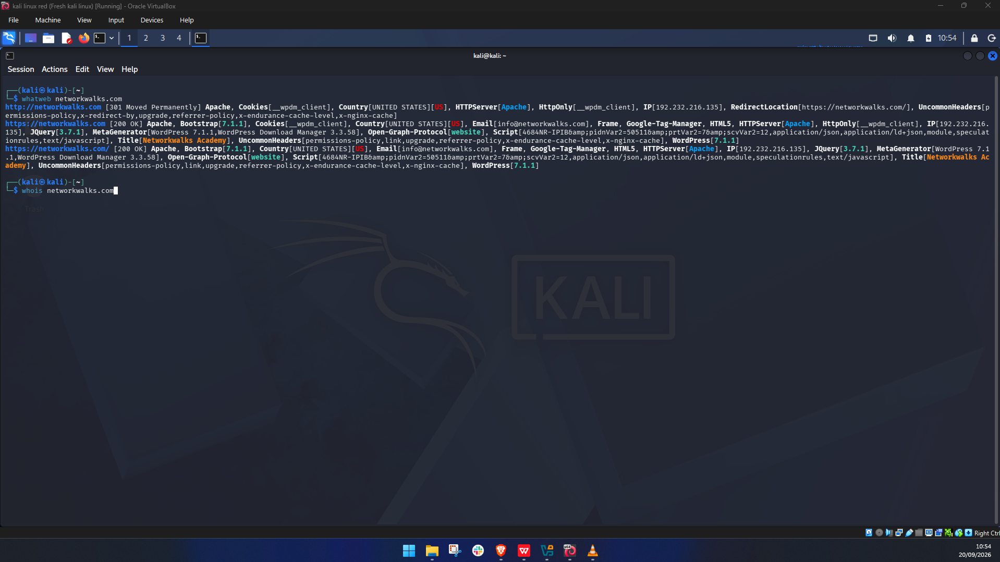 kali linux red (Fresh kali linux) [Running] - Oracle VirtualBox
File Machine View Input Devices Help
1 2 3 4 10:54
kali@kali: ~
Session Actions Edit View Help
┌──(kali㉿kali)-[~]
└─$ whatweb networkwalks.com
http://networkwalks.com [301 Moved Permanently] Apache, Cookies[__wpdm_client], Country[UNITED STATES][US], HTTPServer[Apache], HttpOnly[__wpdm_client], IP[192.232.216.135], RedirectLocation[https://networkwalks.com/], UncommonHeaders[p
ermissions-policy,x-redirect-by,upgrade,referrer-policy,x-endurance-cache-level,x-nginx-cache]
https://networkwalks.com [200 OK] Apache, Bootstrap[7.1.1], Cookies[__wpdm_client], Country[UNITED STATES][US], Email[info@networkwalks.com], Frame, Google-Tag-Manager, HTML5, HTTPServer[Apache], HttpOnly[__wpdm_client], IP[192.232.216.
135], JQuery[3.7.1], MetaGenerator[WordPress 7.1.1,WordPress Download Manager 3.3.58], Open-Graph-Protocol[website], Script[4684NR-IPIB&amp;pidnVar2=50511&amp;prtVar2=7&amp;scvVar2=12,application/json,application/ld+json,module,speculat
ionrules,text/javascript], Title[Networkwalks Academy], UncommonHeaders[permissions-policy,link,upgrade,referrer-policy,x-endurance-cache-level,x-nginx-cache], WordPress[7.1.1]
https://networkwalks.com/ [200 OK] Apache, Bootstrap[7.1.1], Country[UNITED STATES][US], Email[info@networkwalks.com], Frame, Google-Tag-Manager, HTML5, HTTPServer[Apache], IP[192.232.216.135], JQuery[3.7.1], MetaGenerator[WordPress 7.1
.1,WordPress Download Manager 3.3.58], Open-Graph-Protocol[website], Script[4684NR-IPIB&amp;pidnVar2=50511&amp;prtVar2=7&amp;scvVar2=12,application/json,application/ld+json,module,speculationrules,text/javascript], Title[Networkwalks Ac
ademy], UncommonHeaders[permissions-policy,link,upgrade,referrer-policy,x-endurance-cache-level,x-nginx-cache], WordPress[7.1.1]
┌──(kali㉿kali)-[~]
└─$ whois networkwalks.com
Trash
KALI
Right Ctrl
10:54
20/09/2026